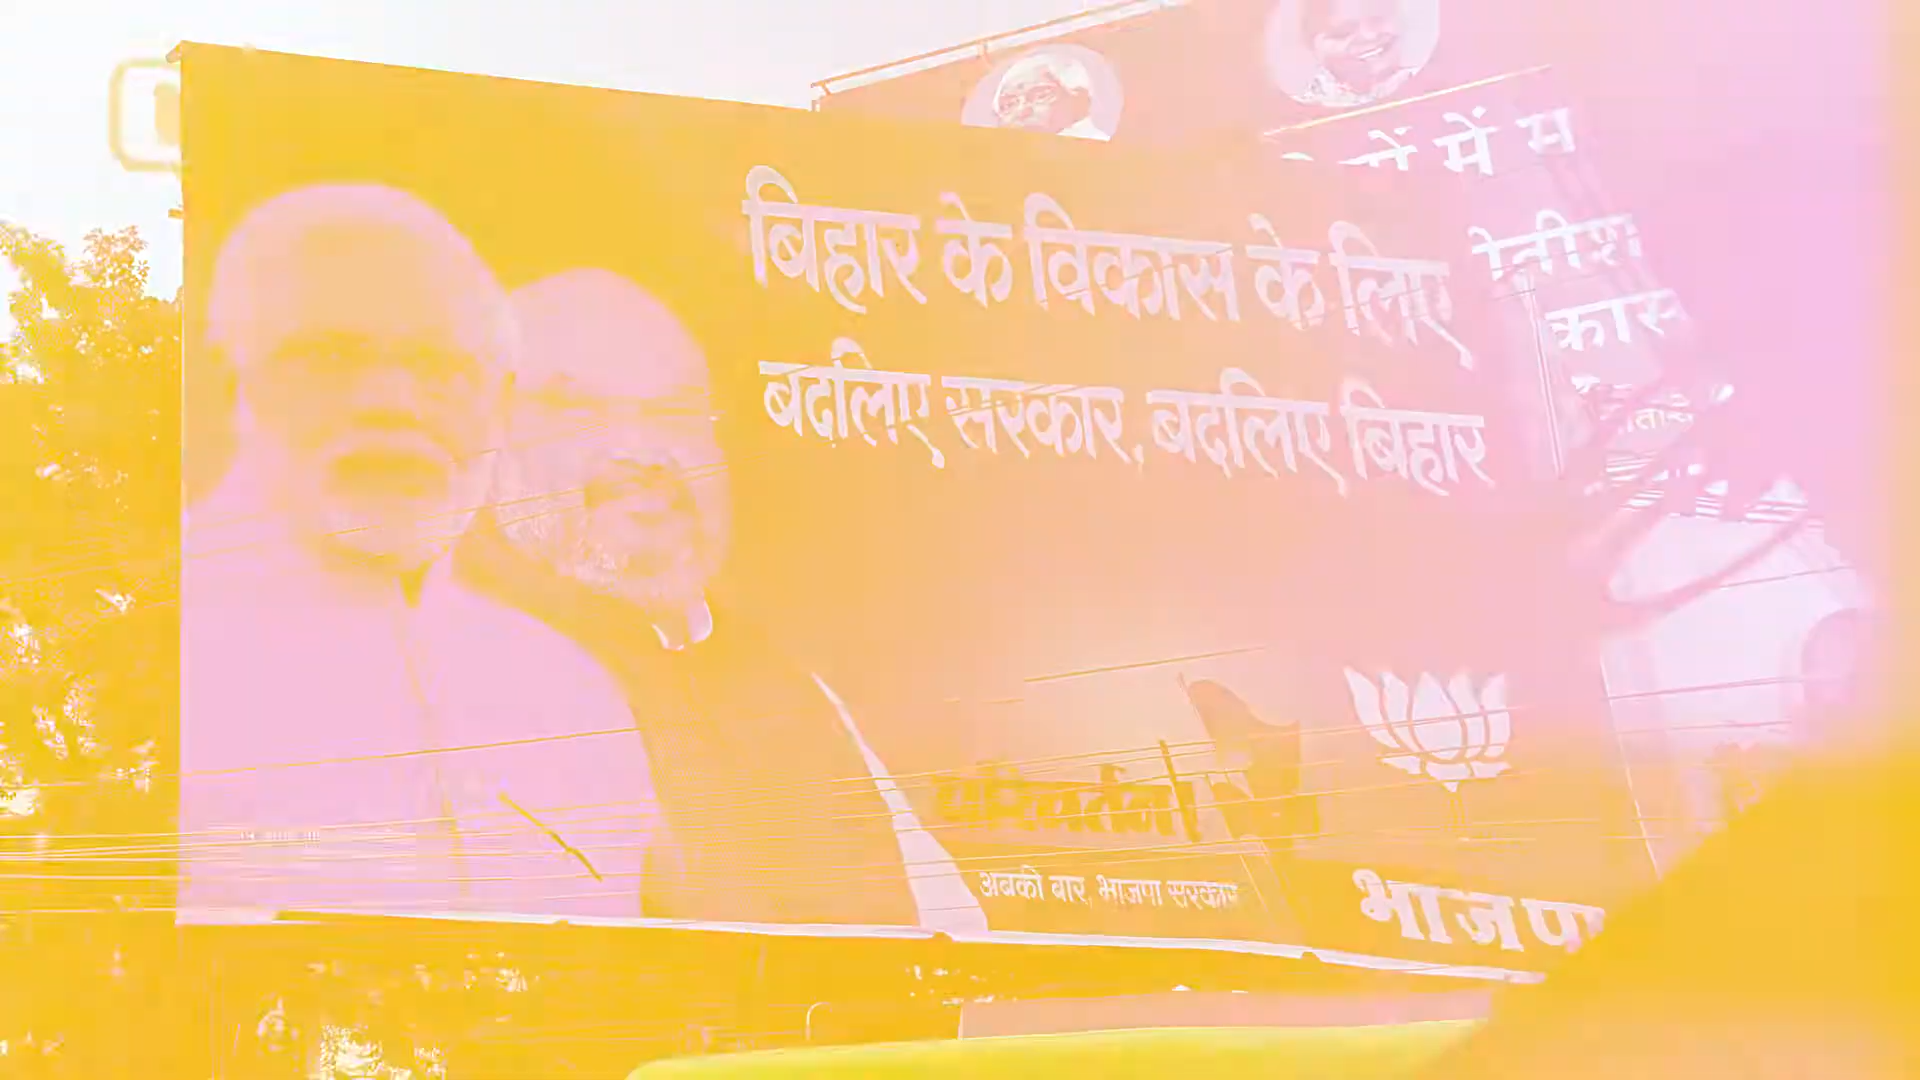 बिहार के विकास के लिए
बदलिए सरकार, बदलिए बिहार
परिवर्तन
अबकी बार, भाजपा सरकार
भाजपा
में म